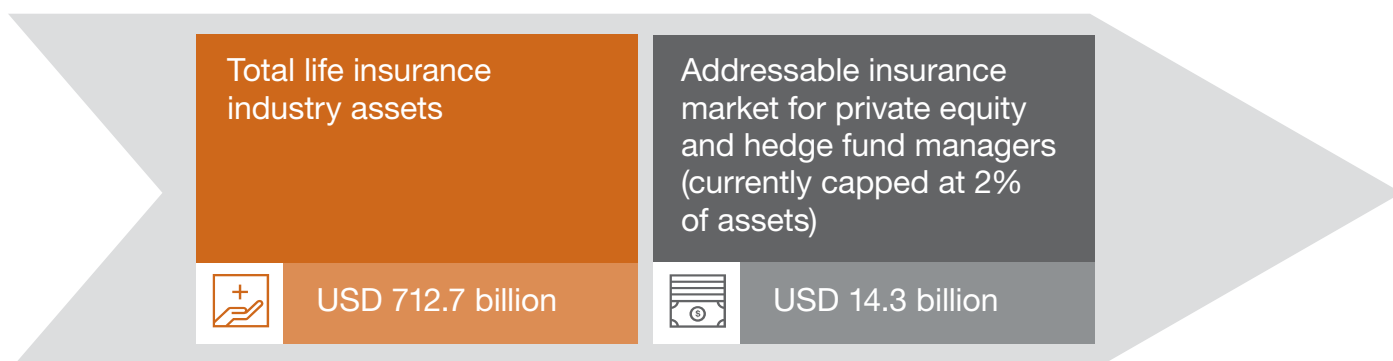 Total life insurance
industry assets
USD 712.7 billion
Addressable insurance
market for private equity
and hedge fund managers
(currently capped at 2%
of assets)
$
USD 14.3 billion